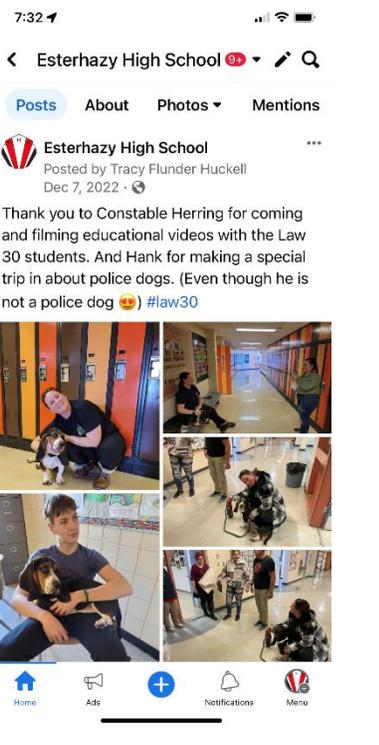 7:32
Esterhazy High School 9+
Posts About Photos Mentions
Esterhazy High School
Posted by Tracy Flunder Huckell
Dec 7, 2022 ·
Thank you to Constable Herring for coming
and filming educational videos with the Law
30 students. And Hank for making a special
trip in about police dogs. (Even though he is
not a police dog 😍) #law30
Home Ads Notifications Menu